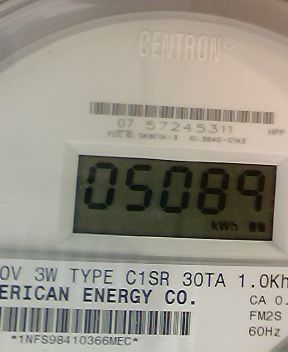 CENTRON®
07 57245311
HPP
05089
kWh
0V 3W TYPE C1SR 30TA 1.0Kh
ERICAN ENERGY CO.
CA 0.
FM2S
60Hz
*1NFS98410366MEC*